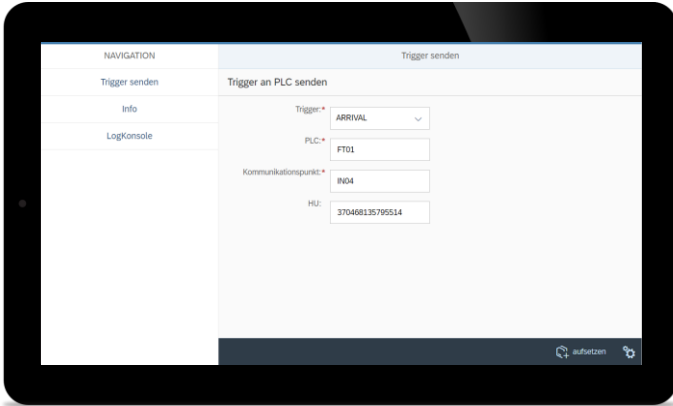 NAVIGATION
Trigger senden
Info
LogKonsole
Trigger senden
Trigger an PLC senden
Trigger:* ARRIVAL
PLC:* FT01
Kommunikationspunkt:* IN04
HU: 370468135795514
aufsetzen